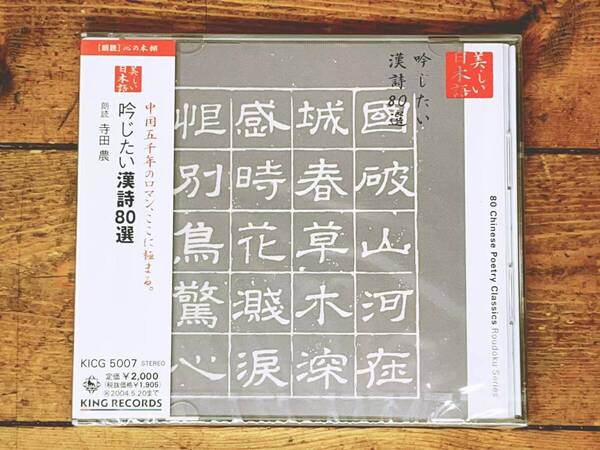 [朗読]心の本棚
美しい
日本語
中国五千年のロマン、ここに極まる。
吟じたい漢詩80選
朗読 寺田 農
KICG 5007 STEREO
定価 ¥2,000
(税抜価格¥1,905)
Ⓡ2004.5.20まで
KING RECORDS
國破山河在
城春草木深
感時花濺涙
恨別鳥驚心
吟じたい
漢詩80選
美しい
日本語
80 Chinese Poetry Classics Roudoku Series